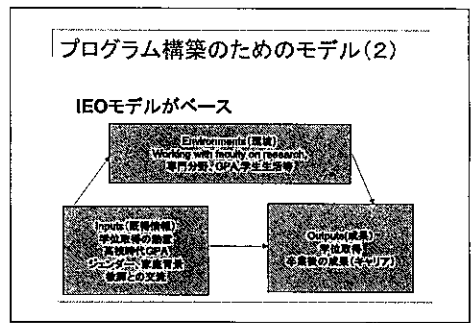 プログラム構築のためのモデル(2)
IEOモデルがベース
Environments(環境)
Working with faculty on research,
専門分野、GPA、学生生活等
Inputs(既得情報)
学位取得の
高校時代GPA
ジェンダー、家庭背景
教師との交流
Outputs(成果)
学位取得
卒業後の成果(キャリア)